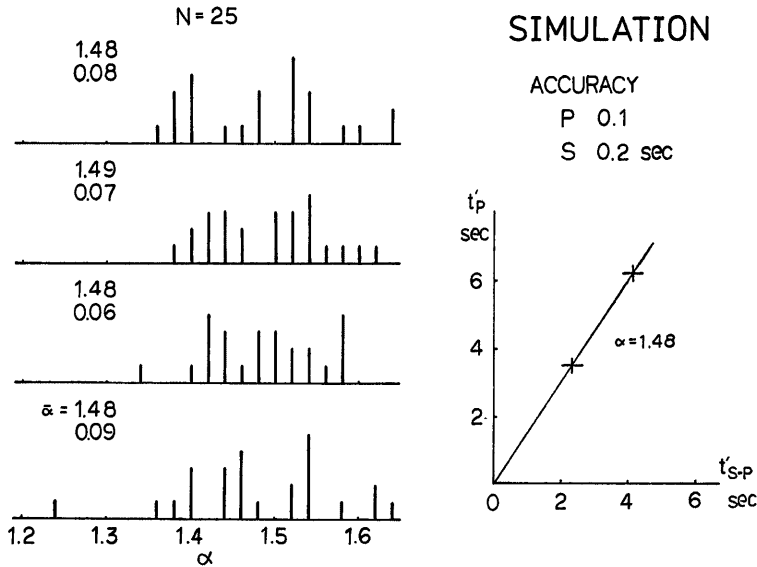 N = 25
1.48
0.08
1.49
0.07
1.48
0.06
ᾱ = 1.48
0.09
1.2 1.3 1.4 1.5 1.6
α
SIMULATION
ACCURACY
P 0.1
S 0.2 sec
t'P
sec
6
4
2
α=1.48
0 2 4 6
t'S-P
sec